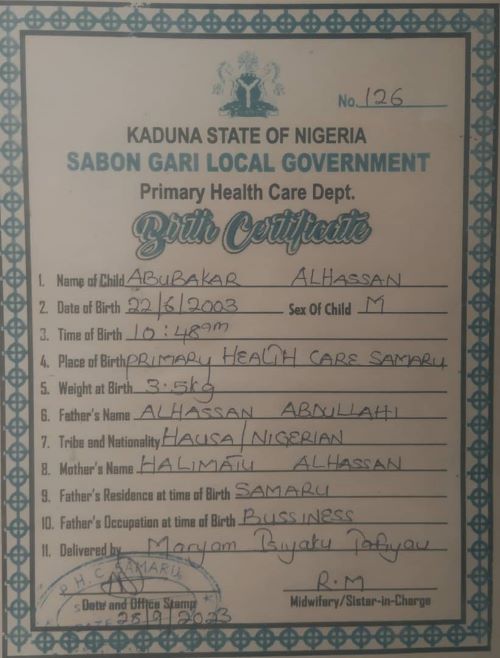 No. 126
KADUNA STATE OF NIGERIA
SABON GARI LOCAL GOVERNMENT
Primary Health Care Dept.
Birth Certificate
1. Name of Child ABUBAKAR ALHASSAN
2. Date of Birth 22/6/2003 Sex Of Child M
3. Time of Birth 10:48am
4. Place of Birth PRIMARY HEALTH CARE SAMARU
5. Weight at Birth 3.5kg
6. Father's Name ALHASSAN ABDULLAHI
7. Tribe and Nationality HAUSA/NIGERIAN
8. Mother's Name HALIMATU ALHASSAN
9. Father's Residence at time of Birth SAMARU
10. Father's Occupation at time of Birth BUSSINESS
11. Delivered by Maryam
P.H.C SAMARU
R.M
Date and Office Stamp Midwifery/Sister-in-Charge
DATE 25/9/2023